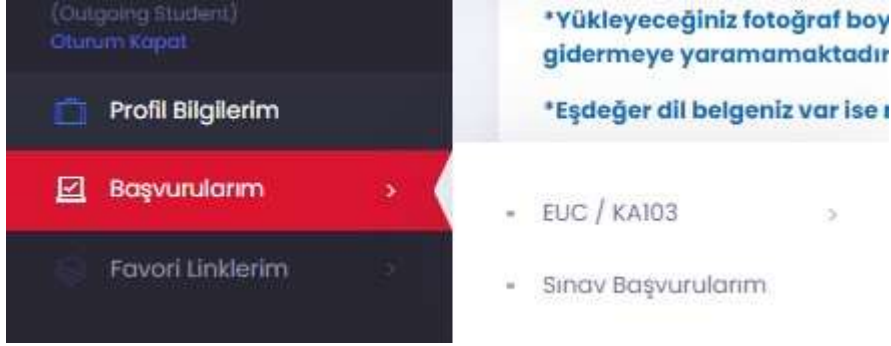 (Outgoing Student)
Oturum Kapat
Profil Bilgilerim
Başvurularım
Favori Linklerim
*Yükleyeceğiniz fotoğraf
gidermeye yaramamaktadır
*Eşdeğer dil belgeniz var ise
EUC / KA103
Sınav Başvurularım